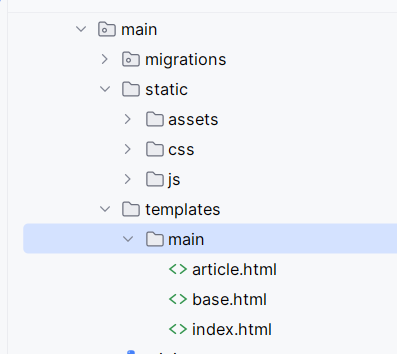 main
migrations
static
assets
css
js
templates
main
article.html
base.html
index.html